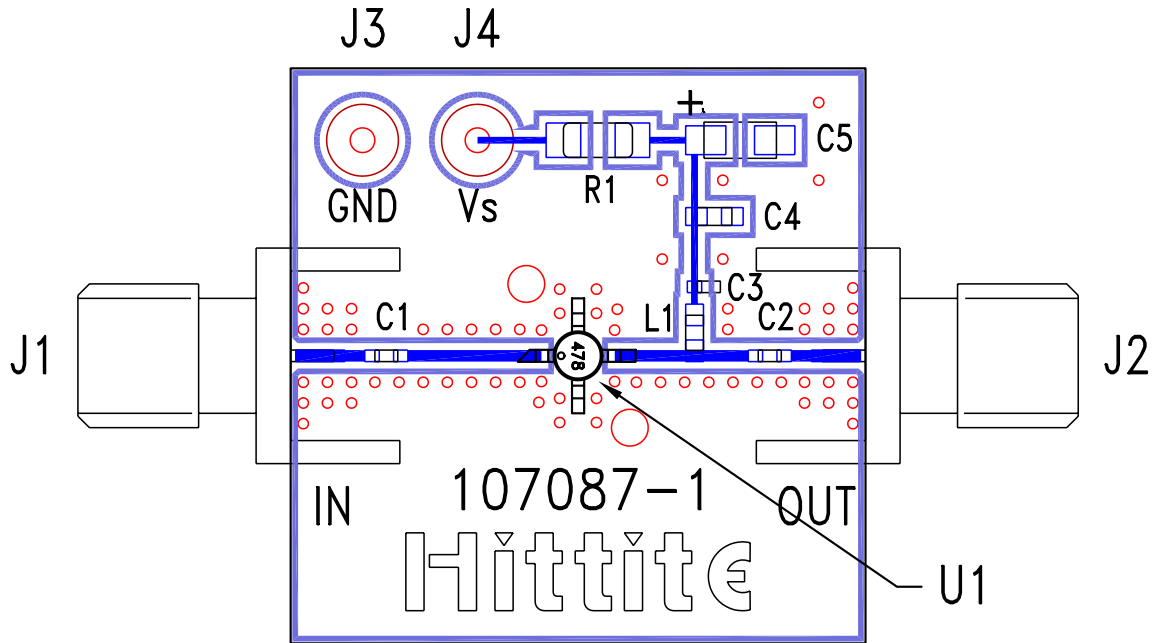 J3 J4
+
C5
R1
GND Vs
C4
C3
C1 L1 C2
J1 478 J2
107087-1
IN OUT
Hittite
U1